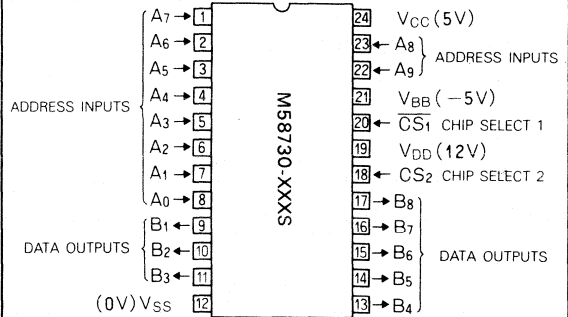 A7 → 1
A6 → 2
A5 → 3
A4 → 4
ADDRESS INPUTS
A3 → 5
A2 → 6
A1 → 7
A0 → 8
B1 ← 9
DATA OUTPUTS
B2 ← 10
B3 ← 11
(0V) VSS 12
M58730-XXXS
24 VCC (5V)
23 ← A8
ADDRESS INPUTS
22 ← A9
21 VBB (−5V)
20 ← C̅S̅1̅ CHIP SELECT 1
19 VDD (12V)
18 ← CS2 CHIP SELECT 2
17 → B8
16 → B7
15 → B6
DATA OUTPUTS
14 → B5
13 → B4